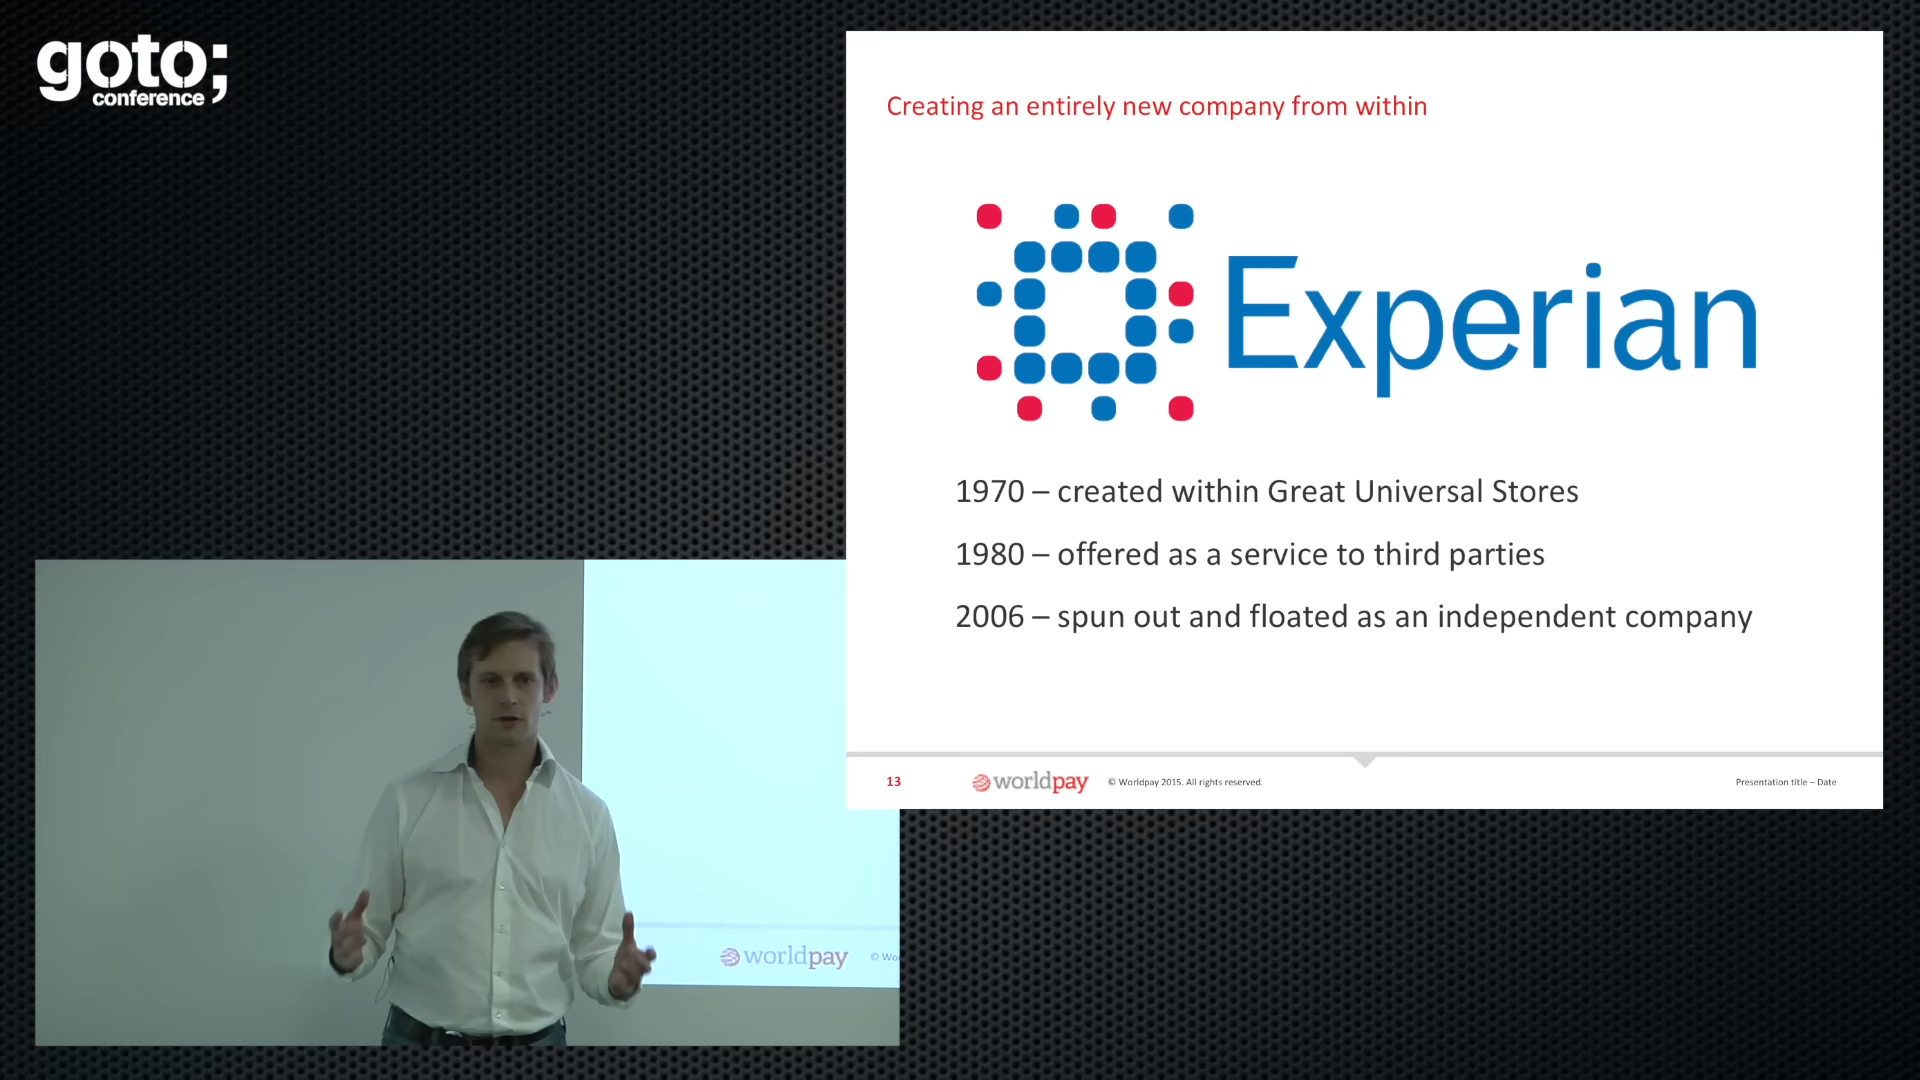 goto;
conference
Creating an entirely new company from within
Experian
1970 – created within Great Universal Stores
1980 – offered as a service to third parties
2006 – spun out and floated as an independent company
13
worldpay
© Worldpay 2015. All rights reserved.
Presentation title – Date
worldpay
© Wo